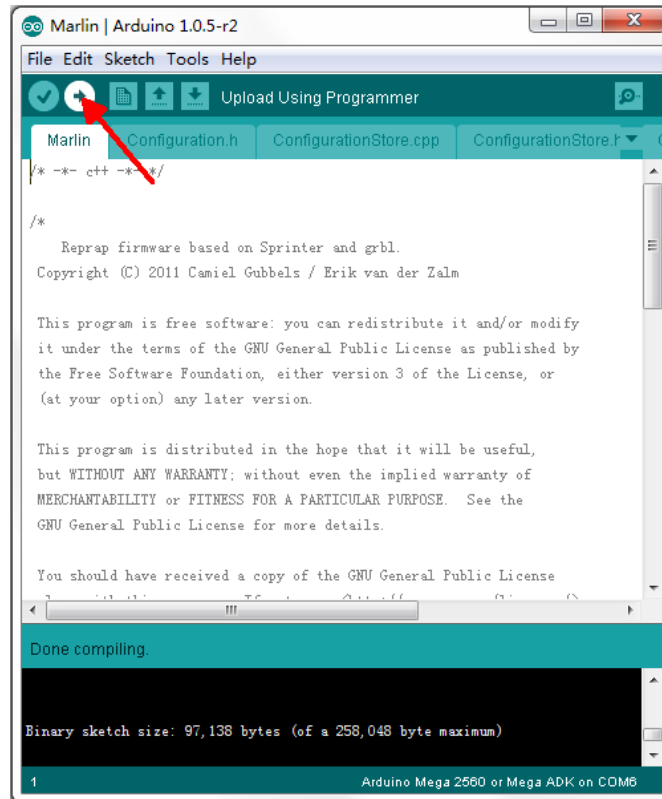 Marlin | Arduino 1.0.5-r2
File Edit Sketch Tools Help
Upload Using Programmer
Marlin Configuration.h ConfigurationStore.cpp ConfigurationStore.h
/* -*- c++ -*- */
/*
Reprap firmware based on Sprinter and grbl.
Copyright (C) 2011 Camiel Gubbels / Erik van der Zalm
This program is free software: you can redistribute it and/or modify
it under the terms of the GNU General Public License as published by
the Free Software Foundation, either version 3 of the License, or
(at your option) any later version.
This program is distributed in the hope that it will be useful,
but WITHOUT ANY WARRANTY; without even the implied warranty of
MERCHANTABILITY or FITNESS FOR A PARTICULAR PURPOSE. See the
GNU General Public License for more details.
You should have received a copy of the GNU General Public License
Done compiling.
Binary sketch size: 97,138 bytes (of a 258,048 byte maximum)
1 Arduino Mega 2560 or Mega ADK on COM6